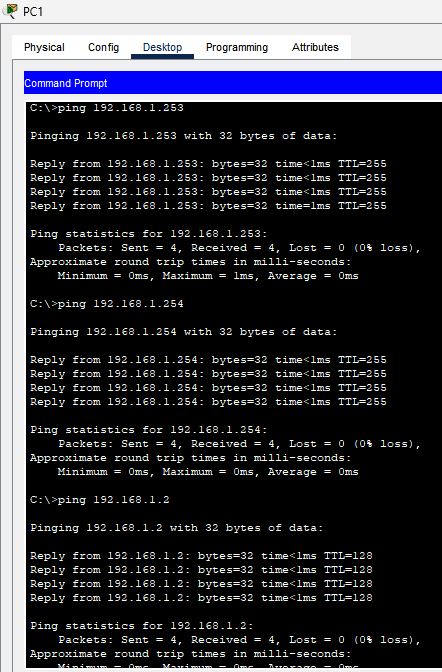 PC1
Physical Config Desktop Programming Attributes
Command Prompt
C:\>ping 192.168.1.253
Pinging 192.168.1.253 with 32 bytes of data:
Reply from 192.168.1.253: bytes=32 time<1ms TTL=255
Reply from 192.168.1.253: bytes=32 time<1ms TTL=255
Reply from 192.168.1.253: bytes=32 time<1ms TTL=255
Reply from 192.168.1.253: bytes=32 time=1ms TTL=255
Ping statistics for 192.168.1.253:
Packets: Sent = 4, Received = 4, Lost = 0 (0% loss),
Approximate round trip times in milli-seconds:
Minimum = 0ms, Maximum = 1ms, Average = 0ms
C:\>ping 192.168.1.254
Pinging 192.168.1.254 with 32 bytes of data:
Reply from 192.168.1.254: bytes=32 time<1ms TTL=255
Reply from 192.168.1.254: bytes=32 time<1ms TTL=255
Reply from 192.168.1.254: bytes=32 time<1ms TTL=255
Reply from 192.168.1.254: bytes=32 time<1ms TTL=255
Ping statistics for 192.168.1.254:
Packets: Sent = 4, Received = 4, Lost = 0 (0% loss),
Approximate round trip times in milli-seconds:
Minimum = 0ms, Maximum = 0ms, Average = 0ms
C:\>ping 192.168.1.2
Pinging 192.168.1.2 with 32 bytes of data:
Reply from 192.168.1.2: bytes=32 time<1ms TTL=128
Reply from 192.168.1.2: bytes=32 time<1ms TTL=128
Reply from 192.168.1.2: bytes=32 time<1ms TTL=128
Reply from 192.168.1.2: bytes=32 time<1ms TTL=128
Ping statistics for 192.168.1.2:
Packets: Sent = 4, Received = 4, Lost = 0 (0% loss),
Approximate round trip times in milli-seconds:
Minimum = 0ms, Maximum = 0ms, Average = 0ms